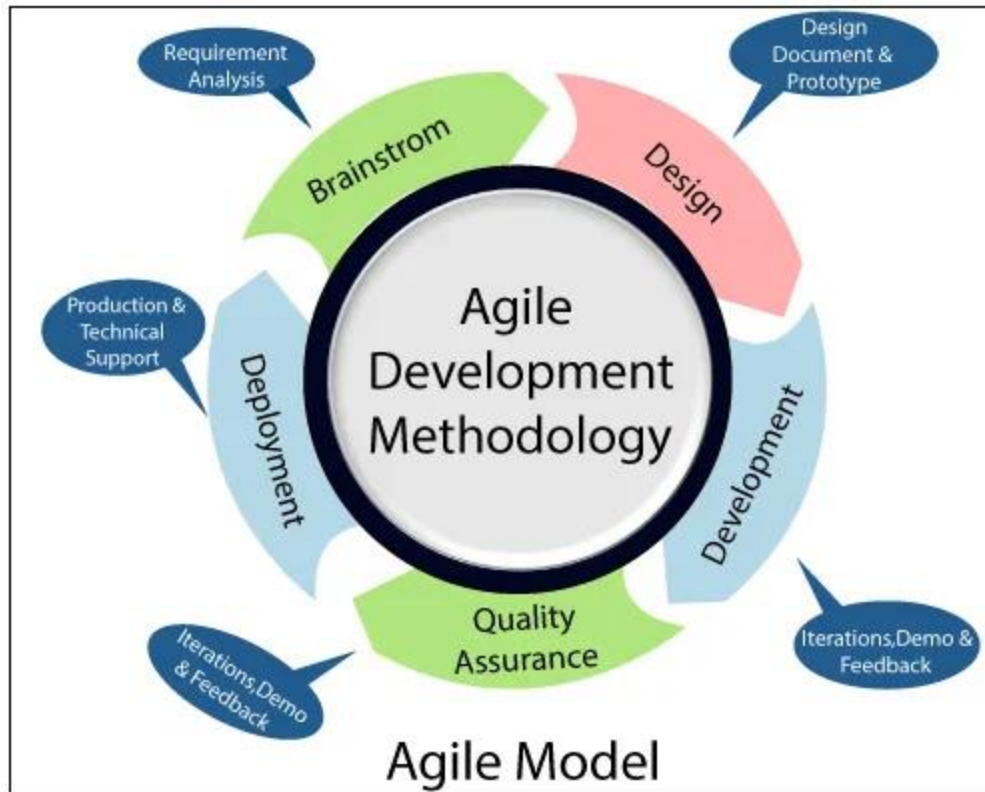 Requirement
Analysis
Design
Document &
Prototype
Brainstrom
Design
Production &
Technical
Support
Deployment
Agile
Development
Methodology
Development
Quality
Assurance
Iterations,Demo
& Feedback
Iterations,Demo &
Feedback
Agile Model